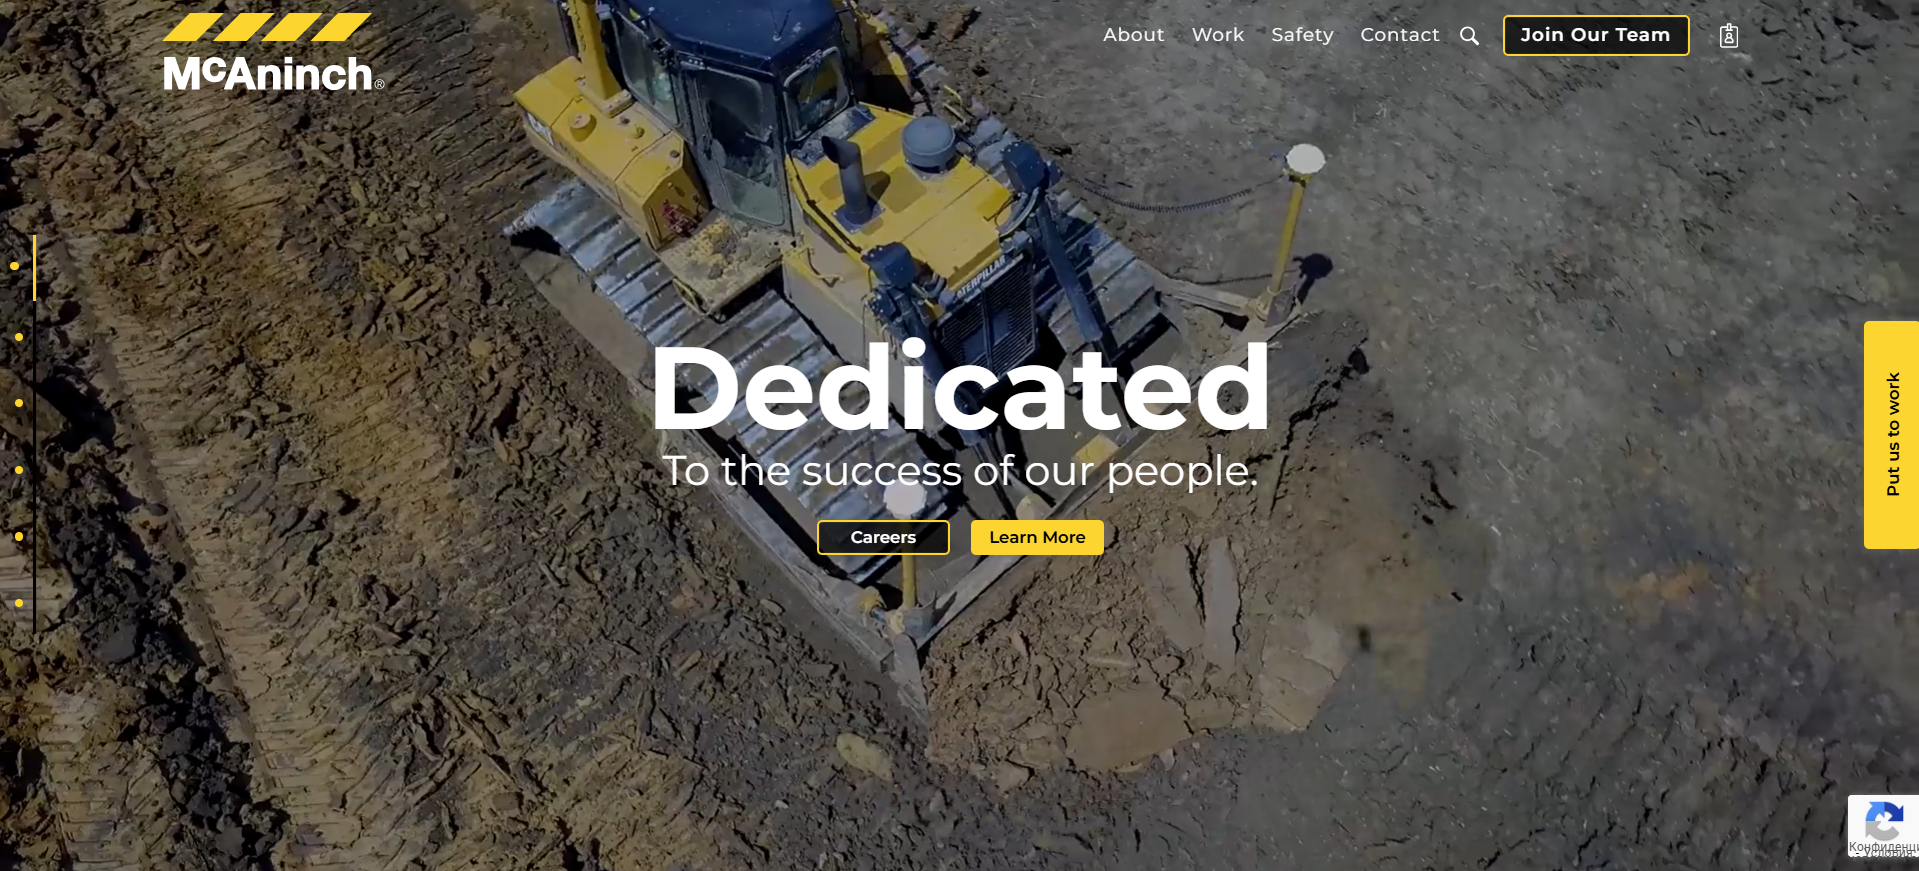 McAninch®
About
Work
Safety
Contact
Join Our Team
CATERPILLAR
Dedicated
To the success of our people.
Careers
Learn More
Put us to work